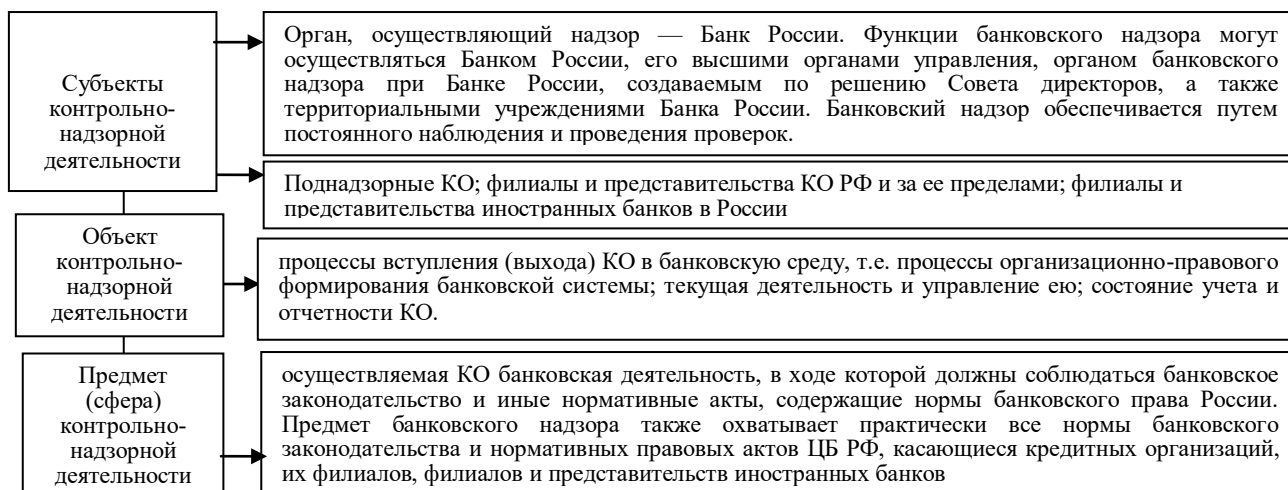 Субъекты
контрольно-
надзорной
деятельности
Орган, осуществляющий надзор — Банк России. Функции банковского надзора могут
осуществляться Банком России, его высшими органами управления, органом банковского
надзора при Банке России, создаваемым по решению Совета директоров, а также
территориальными учреждениями Банка России. Банковский надзор обеспечивается путем
постоянного наблюдения и проведения проверок.
Поднадзорные КО; филиалы и представительства КО РФ и за ее пределами; филиалы и
представительства иностранных банков в России
Объект
контрольно-
надзорной
деятельности
процессы вступления (выхода) КО в банковскую среду, т.е. процессы организационно-правового
формирования банковской системы; текущая деятельность и управление ею; состояние учета и
отчетности КО.
Предмет
(сфера)
контрольно-
надзорной
деятельности
осуществляемая КО банковская деятельность, в ходе которой должны соблюдаться банковское
законодательство и иные нормативные акты, содержащие нормы банковского права России.
Предмет банковского надзора также охватывает практически все нормы банковского
законодательства и нормативных правовых актов ЦБ РФ, касающиеся кредитных организаций,
их филиалов, филиалов и представительств иностранных банков